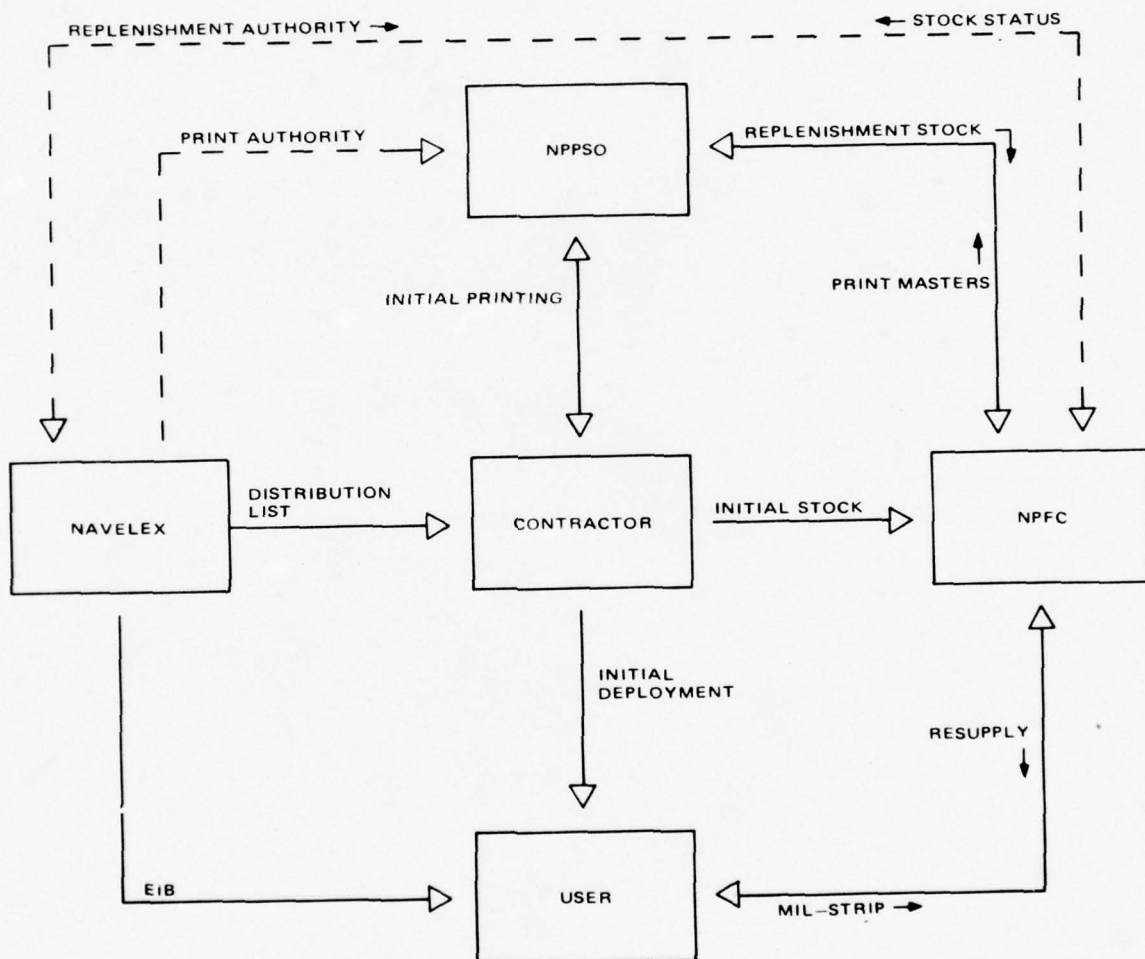 REPLENISHMENT AUTHORITY →
← STOCK STATUS
PRINT AUTHORITY
NPPSO
REPLENISHMENT STOCK
INITIAL PRINTING
PRINT MASTERS
NAVELEX
DISTRIBUTION
LIST
CONTRACTOR
INITIAL STOCK
NPFC
INITIAL
DEPLOYMENT
RESUPPLY
EIB
USER
MIL-STRIP →